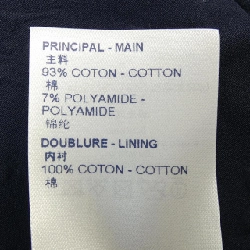 PRINCIPAL - MAIN
主料
93% COTON - COTTON
棉
7% POLYAMIDE -
POLYAMIDE
锦纶
DOUBLURE - LINING
内衬
100% COTON - COTTON
棉